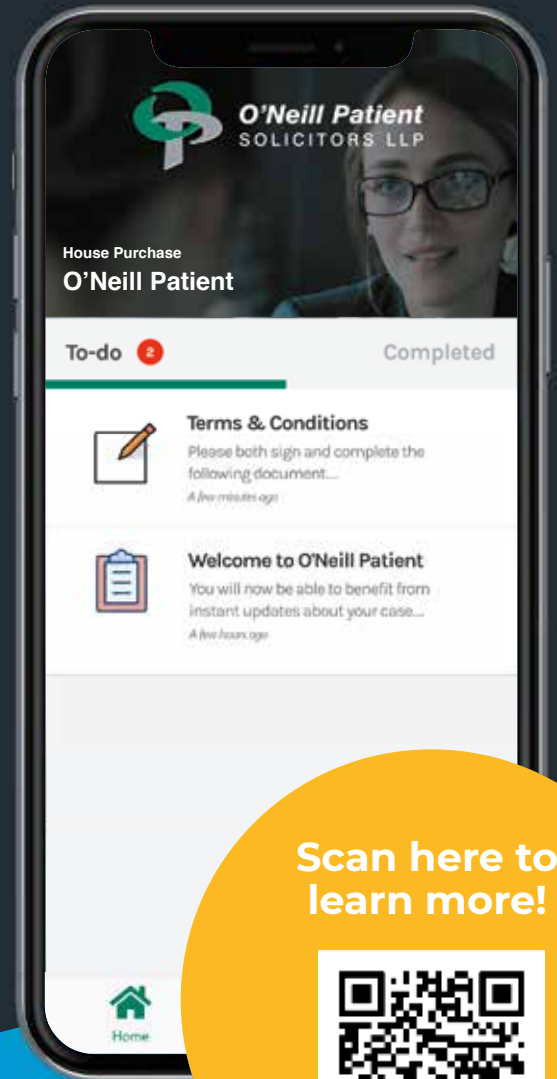 O'Neill Patient
SOLICITORS LLP
House Purchase
O'Neill Patient
To-do 2
Completed
Terms & Conditions
Please both sign and complete the
following document....
A few minutes ago
Welcome to O'Neill Patient
You will now be able to benefit from
instant updates about your case....
A few hours ago
Scan here to
learn more!
Home